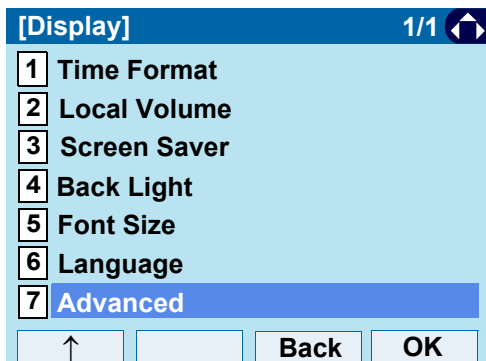 [Display] 1/1
1 Time Format
2 Local Volume
3 Screen Saver
4 Back Light
5 Font Size
6 Language
7 Advanced
↑ Back OK